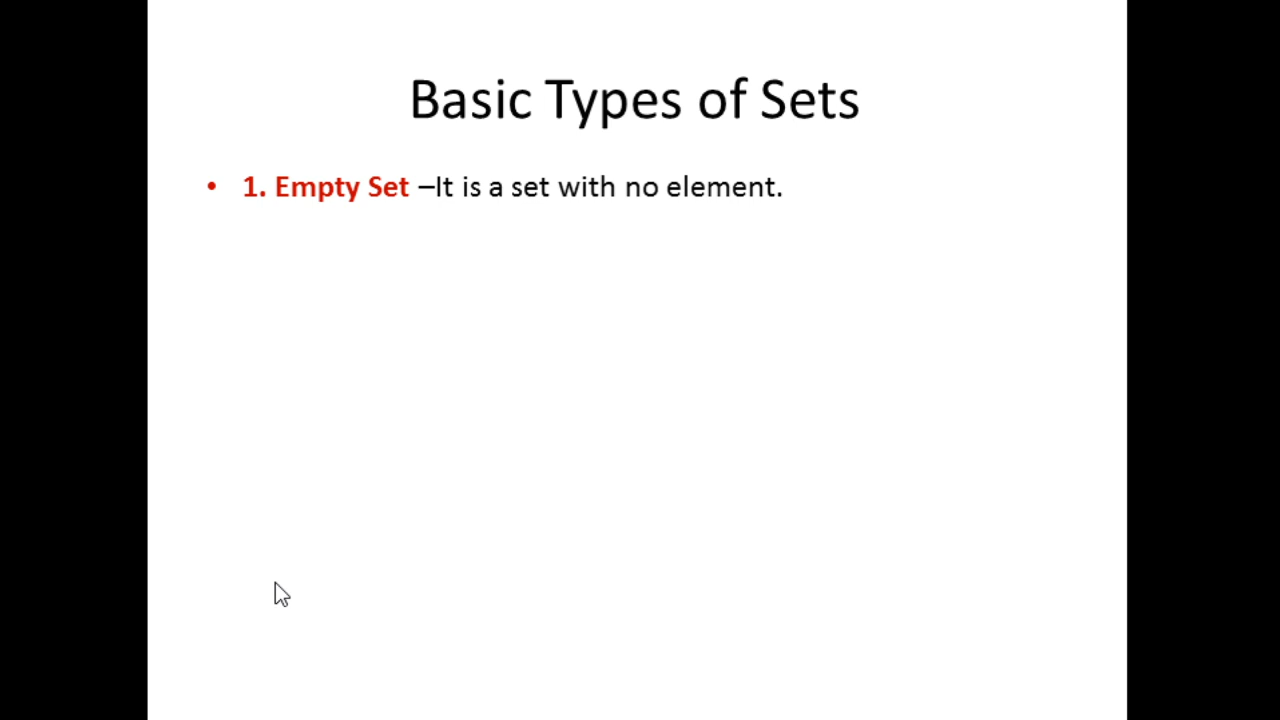 Basic Types of Sets
• 1. Empty Set –It is a set with no element.